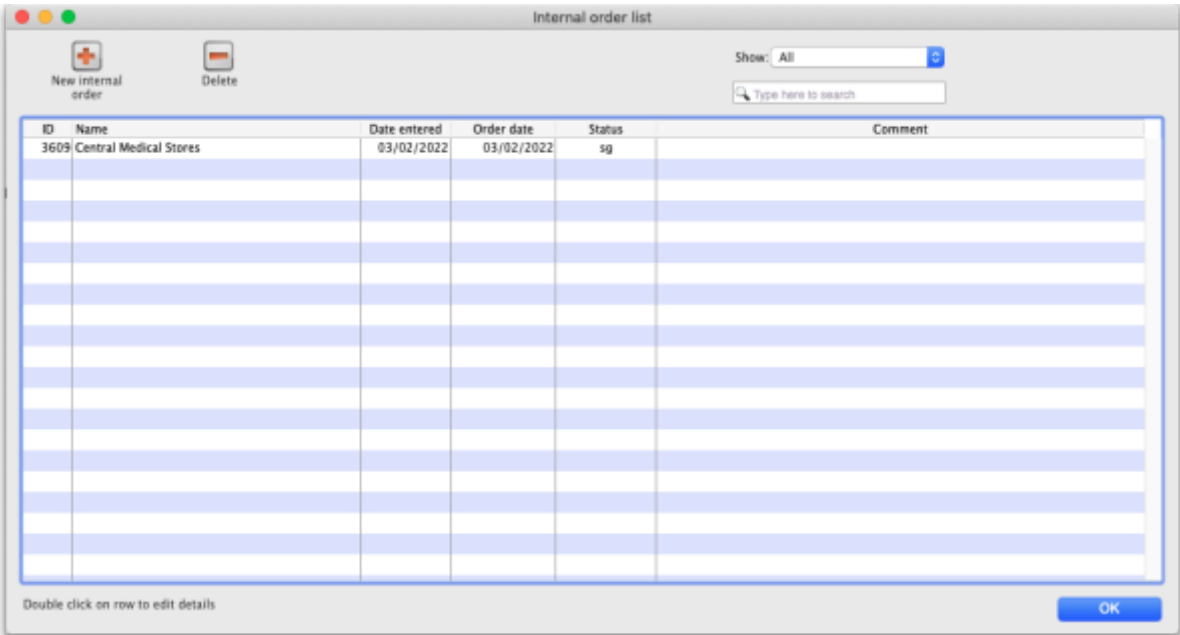 Internal order list
New internal
order
Delete
Show: All
Type here to search
ID Name Date entered Order date Status Comment
3609 Central Medical Stores 03/02/2022 03/02/2022 sg
Double click on row to edit details
OK